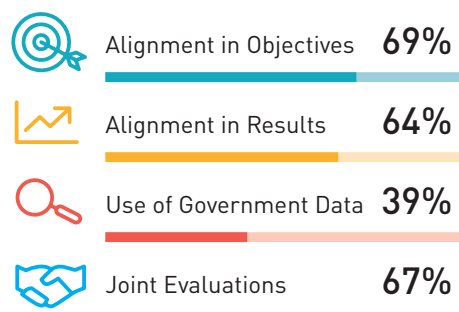 Alignment in Objectives 69%
Alignment in Results 64%
Use of Government Data 39%
Joint Evaluations 67%